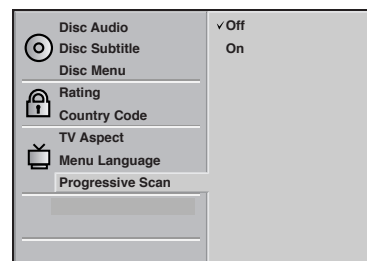 Disc Audio
Disc Subtitle
Disc Menu
Rating
Country Code
TV Aspect
Menu Language
Progressive Scan
✓Off
On